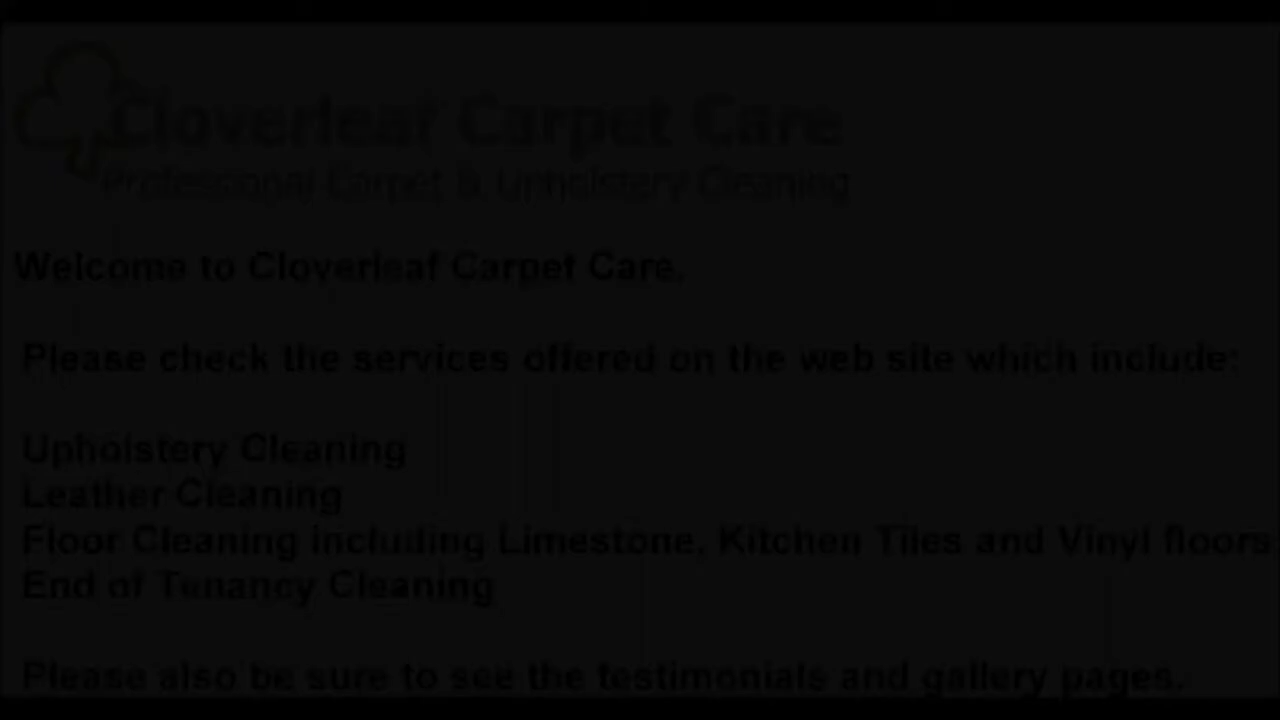 Cloverleaf Carpet Care
Professional Carpet & Upholstery Cleaning
Welcome to Cloverleaf Carpet Care.
Please check the services offered on the web site which include:
Upholstery Cleaning
Leather Cleaning
Floor Cleaning including Limestone, Kitchen Tiles and Vinyl floors
End of Tenancy Cleaning
Please also be sure to see the testimonials and gallery pages.